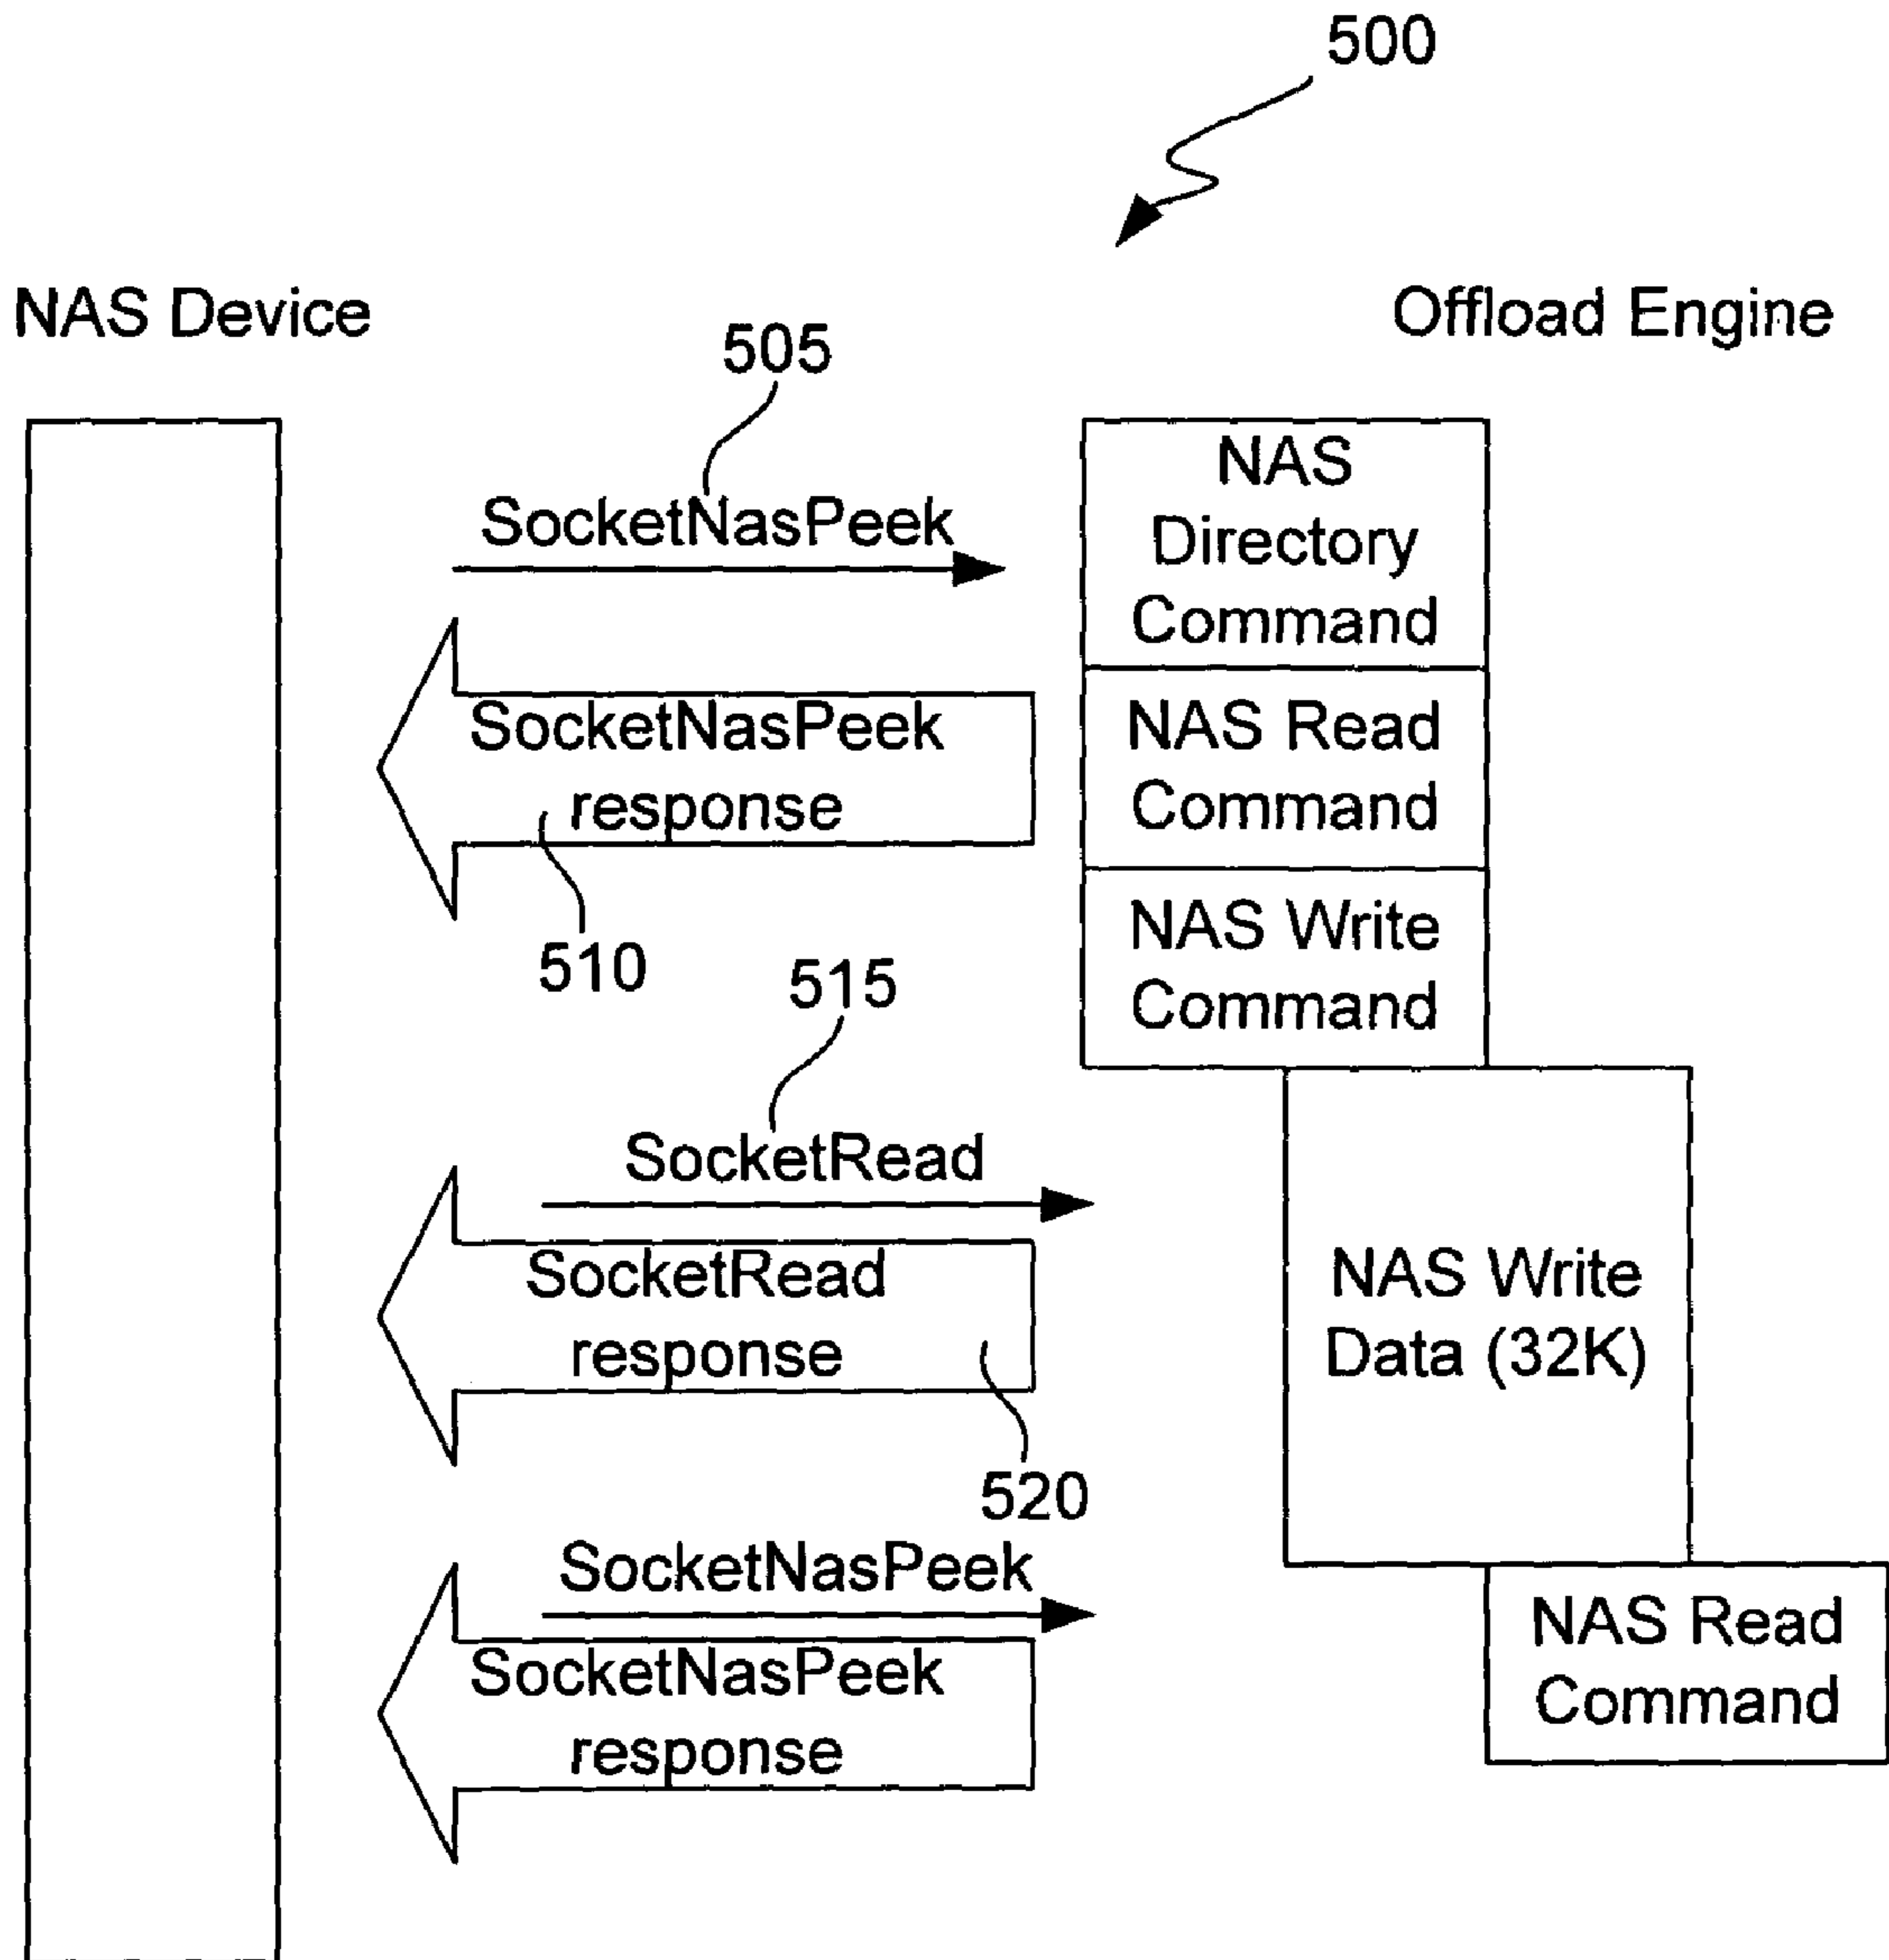 500
NAS Device
Offload Engine
505
SocketNasPeek
NAS
Directory
Command
SocketNasPeek
response
510
NAS Read
Command
NAS Write
Command
515
SocketRead
SocketRead
response
520
NAS Write
Data (32K)
SocketNasPeek
SocketNasPeek
response
NAS Read
Command